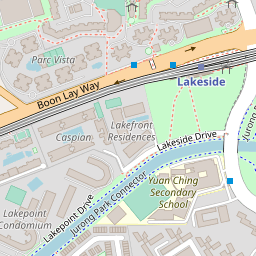 Parc Vista
Boon Lay Way
Lakeside
Lakefront
Residences
Caspian
Lakeside Drive
Jurong
Yuan Ching
Secondary
School
Lakepoint
Condominium
Lakepoint Drive
Jurong Park Connector